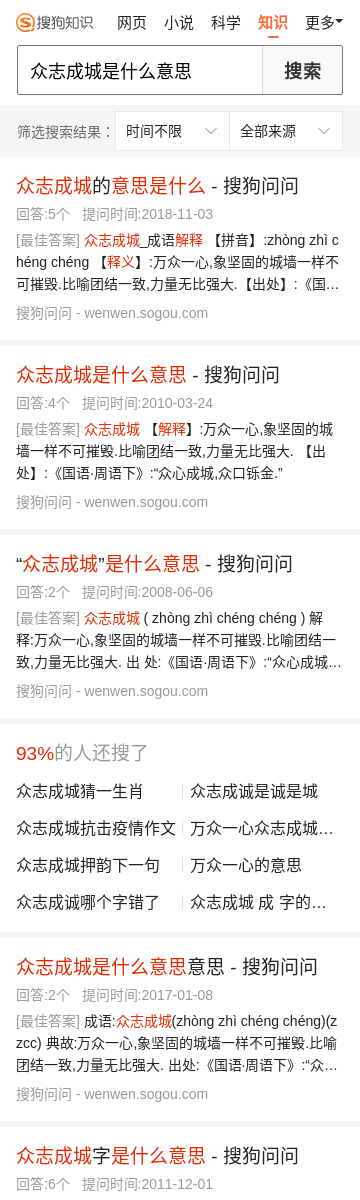 搜狗知识 网页 小说 科学 知识 更多
众志成城是什么意思 搜索
筛选搜索结果： 时间不限 全部来源
众志成城的意思是什么 - 搜狗问问
回答:5个 提问时间:2018-11-03
[最佳答案] 众志成城_成语解释 【拼音】:zhòng zhì c
héng chéng 【释义】:万众一心,象坚固的城墙一样不
可摧毁.比喻团结一致,力量无比强大.【出处】:《国…
搜狗问问 - wenwen.sogou.com
众志成城是什么意思 - 搜狗问问
回答:4个 提问时间:2010-03-24
[最佳答案] 众志成城 【解释】:万众一心,象坚固的城
墙一样不可摧毁.比喻团结一致,力量无比强大. 【出
处】:《国语·周语下》:“众心成城,众口铄金.”
搜狗问问 - wenwen.sogou.com
“众志成城”是什么意思 - 搜狗问问
回答:2个 提问时间:2008-06-06
[最佳答案] 众志成城 ( zhòng zhì chéng chéng ) 解
释:万众一心,象坚固的城墙一样不可摧毁.比喻团结一
致,力量无比强大. 出 处:《国语·周语下》:“众心成城…
搜狗问问 - wenwen.sogou.com
93%的人还搜了
众志成城猜一生肖 众志成诚是诚是城
众志成城抗击疫情作文 万众一心众志成城…
众志成城押韵下一句 万众一心的意思
众志成诚哪个字错了 众志成城 成 字的…
众志成城是什么意思意思 - 搜狗问问
回答:2个 提问时间:2017-01-08
[最佳答案] 成语:众志成城(zhòng zhì chéng chéng)(z
zcc) 典故:万众一心,象坚固的城墙一样不可摧毁.比喻
团结一致,力量无比强大. 出处:《国语·周语下》:“众…
搜狗问问 - wenwen.sogou.com
众志成城字是什么意思 - 搜狗问问
回答:6个 提问时间:2011-12-01